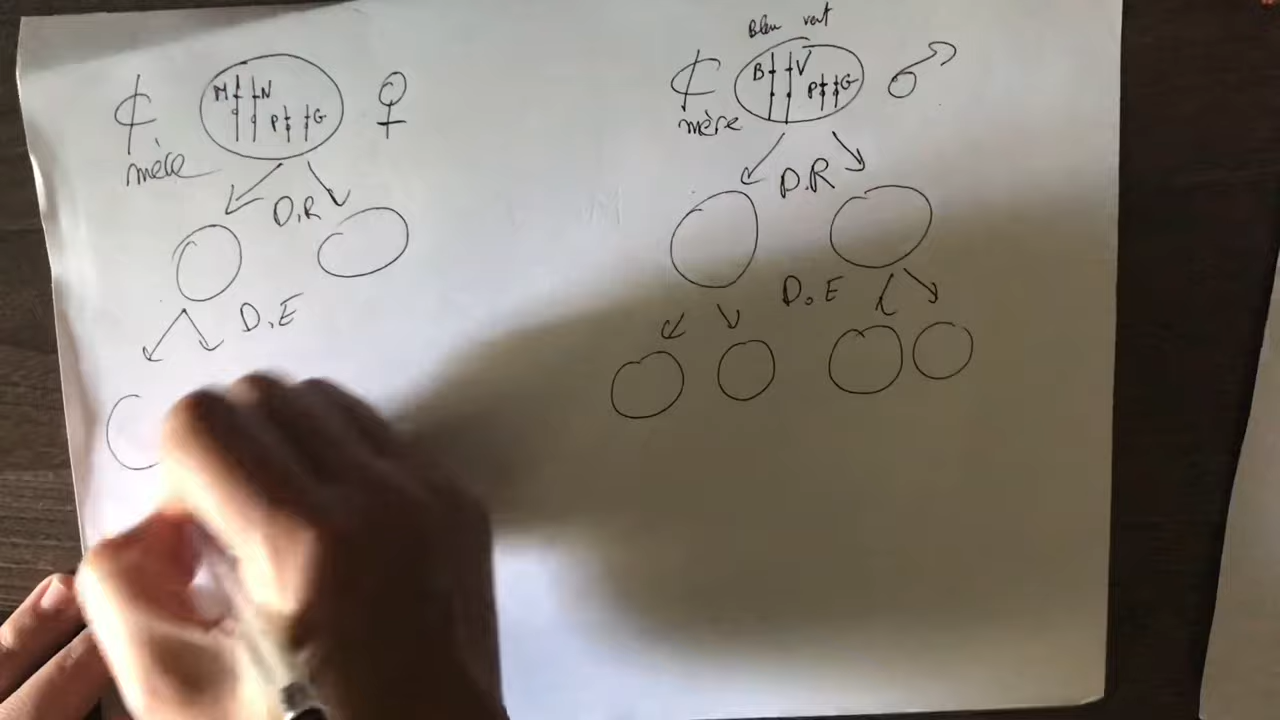 M N
P G
¢
mère
♀
D.R
D.E
Bleu vert
B V
P G
¢
mère
♂
D.R
D.E